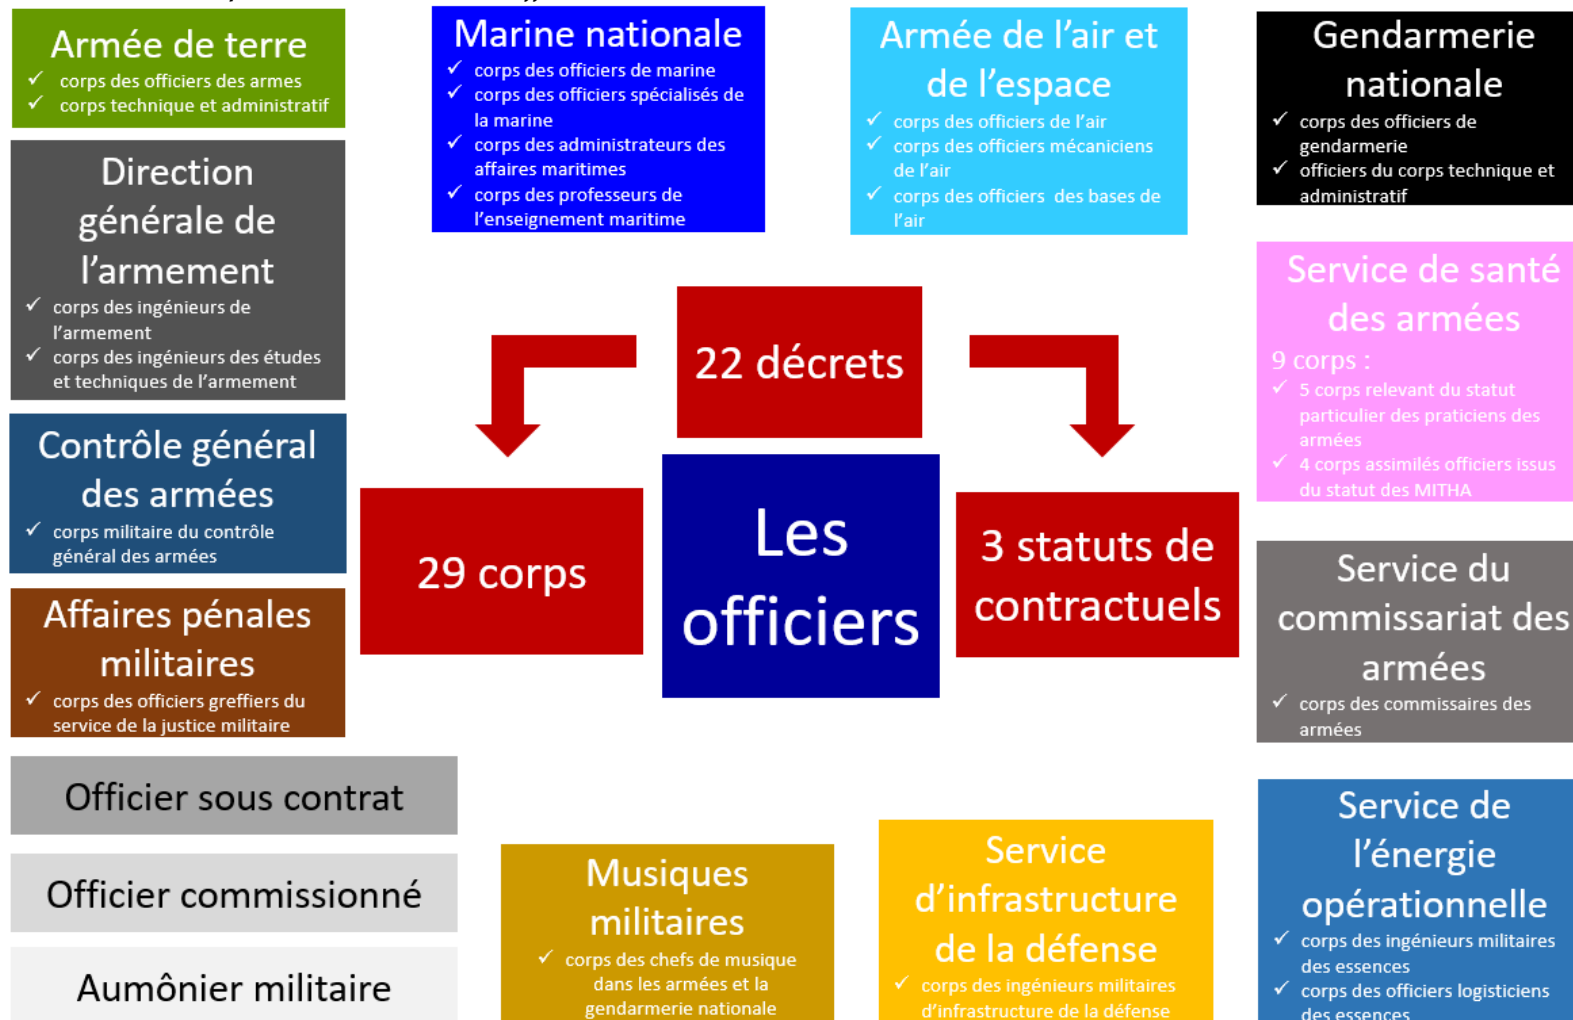 Armée de terre
✓ corps des officiers des armes
✓ corps technique et administratif
Marine nationale
✓ corps des officiers de marine
✓ corps des officiers spécialisés de
la marine
✓ corps des administrateurs des
affaires maritimes
✓ corps des professeurs de
l'enseignement maritime
Armée de l'air et
de l'espace
✓ corps des officiers de l'air
✓ corps des officiers mécaniciens
de l'air
✓ corps des officiers des bases de
l'air
Gendarmerie
nationale
✓ corps des officiers de
gendarmerie
✓ officiers du corps technique et
administratif
Direction
générale de
l'armement
✓ corps des ingénieurs de
l'armement
✓ corps des ingénieurs des études
et techniques de l'armement
Service de santé
des armées
9 corps :
✓ 5 corps relevant du statut
particulier des praticiens des
armées
✓ 4 corps assimilés officiers issus
du statut des MITHA
22 décrets
Contrôle général
des armées
✓ corps militaire du contrôle
général des armées
29 corps
Les
officiers
3 statuts de
contractuels
Affaires pénales
militaires
✓ corps des officiers greffiers du
service de la justice militaire
Service du
commissariat des
armées
✓ corps des commissaires des
armées
Officier sous contrat
Officier commissionné
Aumônier militaire
Musiques
militaires
✓ corps des chefs de musique
dans les armées et la
gendarmerie nationale
Service
d'infrastructure
de la défense
✓ corps des ingénieurs militaires
d'infrastructure de la défense
Service de
l'énergie
opérationnelle
✓ corps des ingénieurs militaires
des essences
✓ corps des officiers logisticiens
des essences